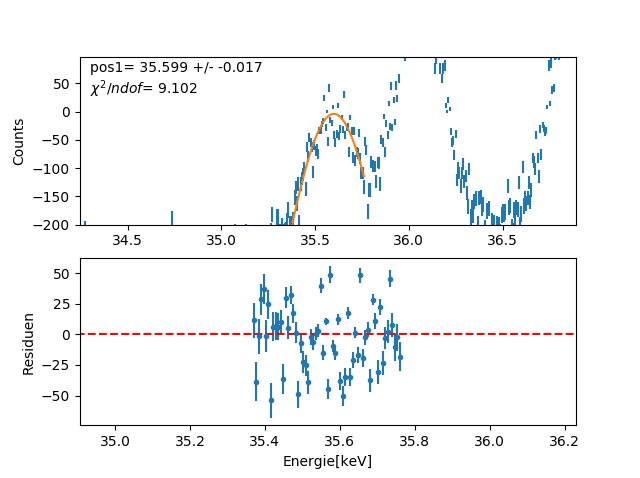 pos1= 35.599 +/- -0.017
χ²/ndof= 9.102
Counts
50
0
−50
−100
−150
−200
34.5 35.0 35.5 36.0 36.5
Residuen
50
25
0
−25
−50
35.0 35.2 35.4 35.6 35.8 36.0 36.2
Energie[keV]